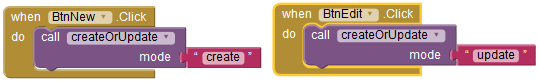 when BtnNew .Click
do call createOrUpdate
mode " create "
when BtnEdit .Click
do call createOrUpdate
mode " update "